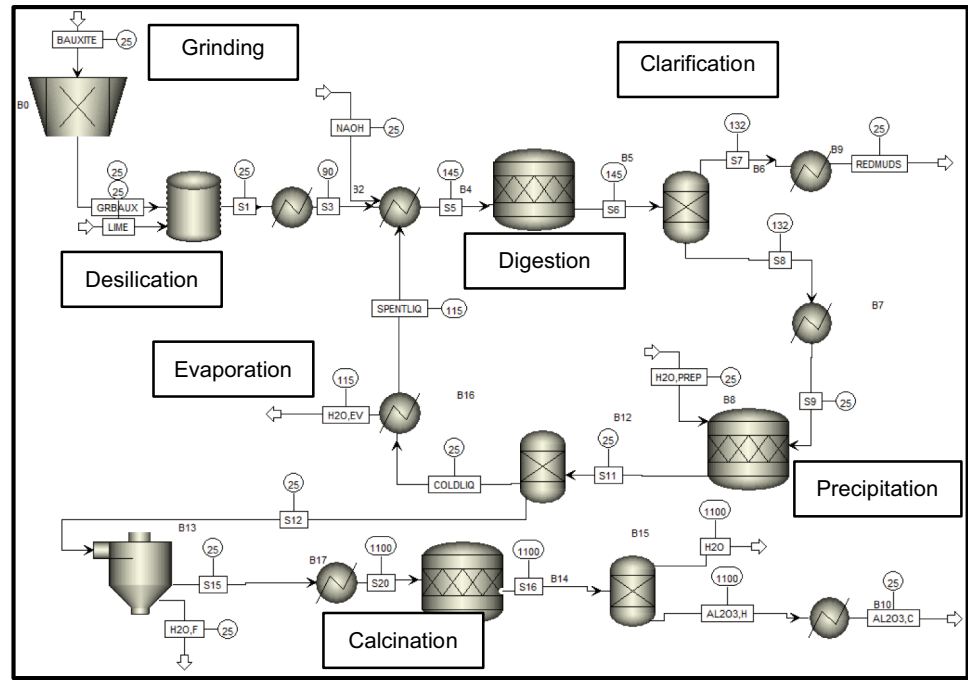 BAUXITE
25
Grinding
Clarification
B0
NAOH
25
132
S7
25
B9
B6
REDMUDS
25
25
GRBAUX
LIME
25
S1
90
S3
B2
145
S5
B4
145
B5
S6
132
S8
Desilication
Digestion
B7
SPENTLIQ
115
Evaporation
115
H2O,EV
B16
H2O,PREP
25
S9
25
B8
B12
25
S11
25
COLDLIQ
Precipitation
25
S12
B13
25
S15
B17
1100
S20
1100
S16
B14
B15
1100
H2O
1100
AL2O3,H
25
B10
AL2O3,C
H2O,F
25
Calcination